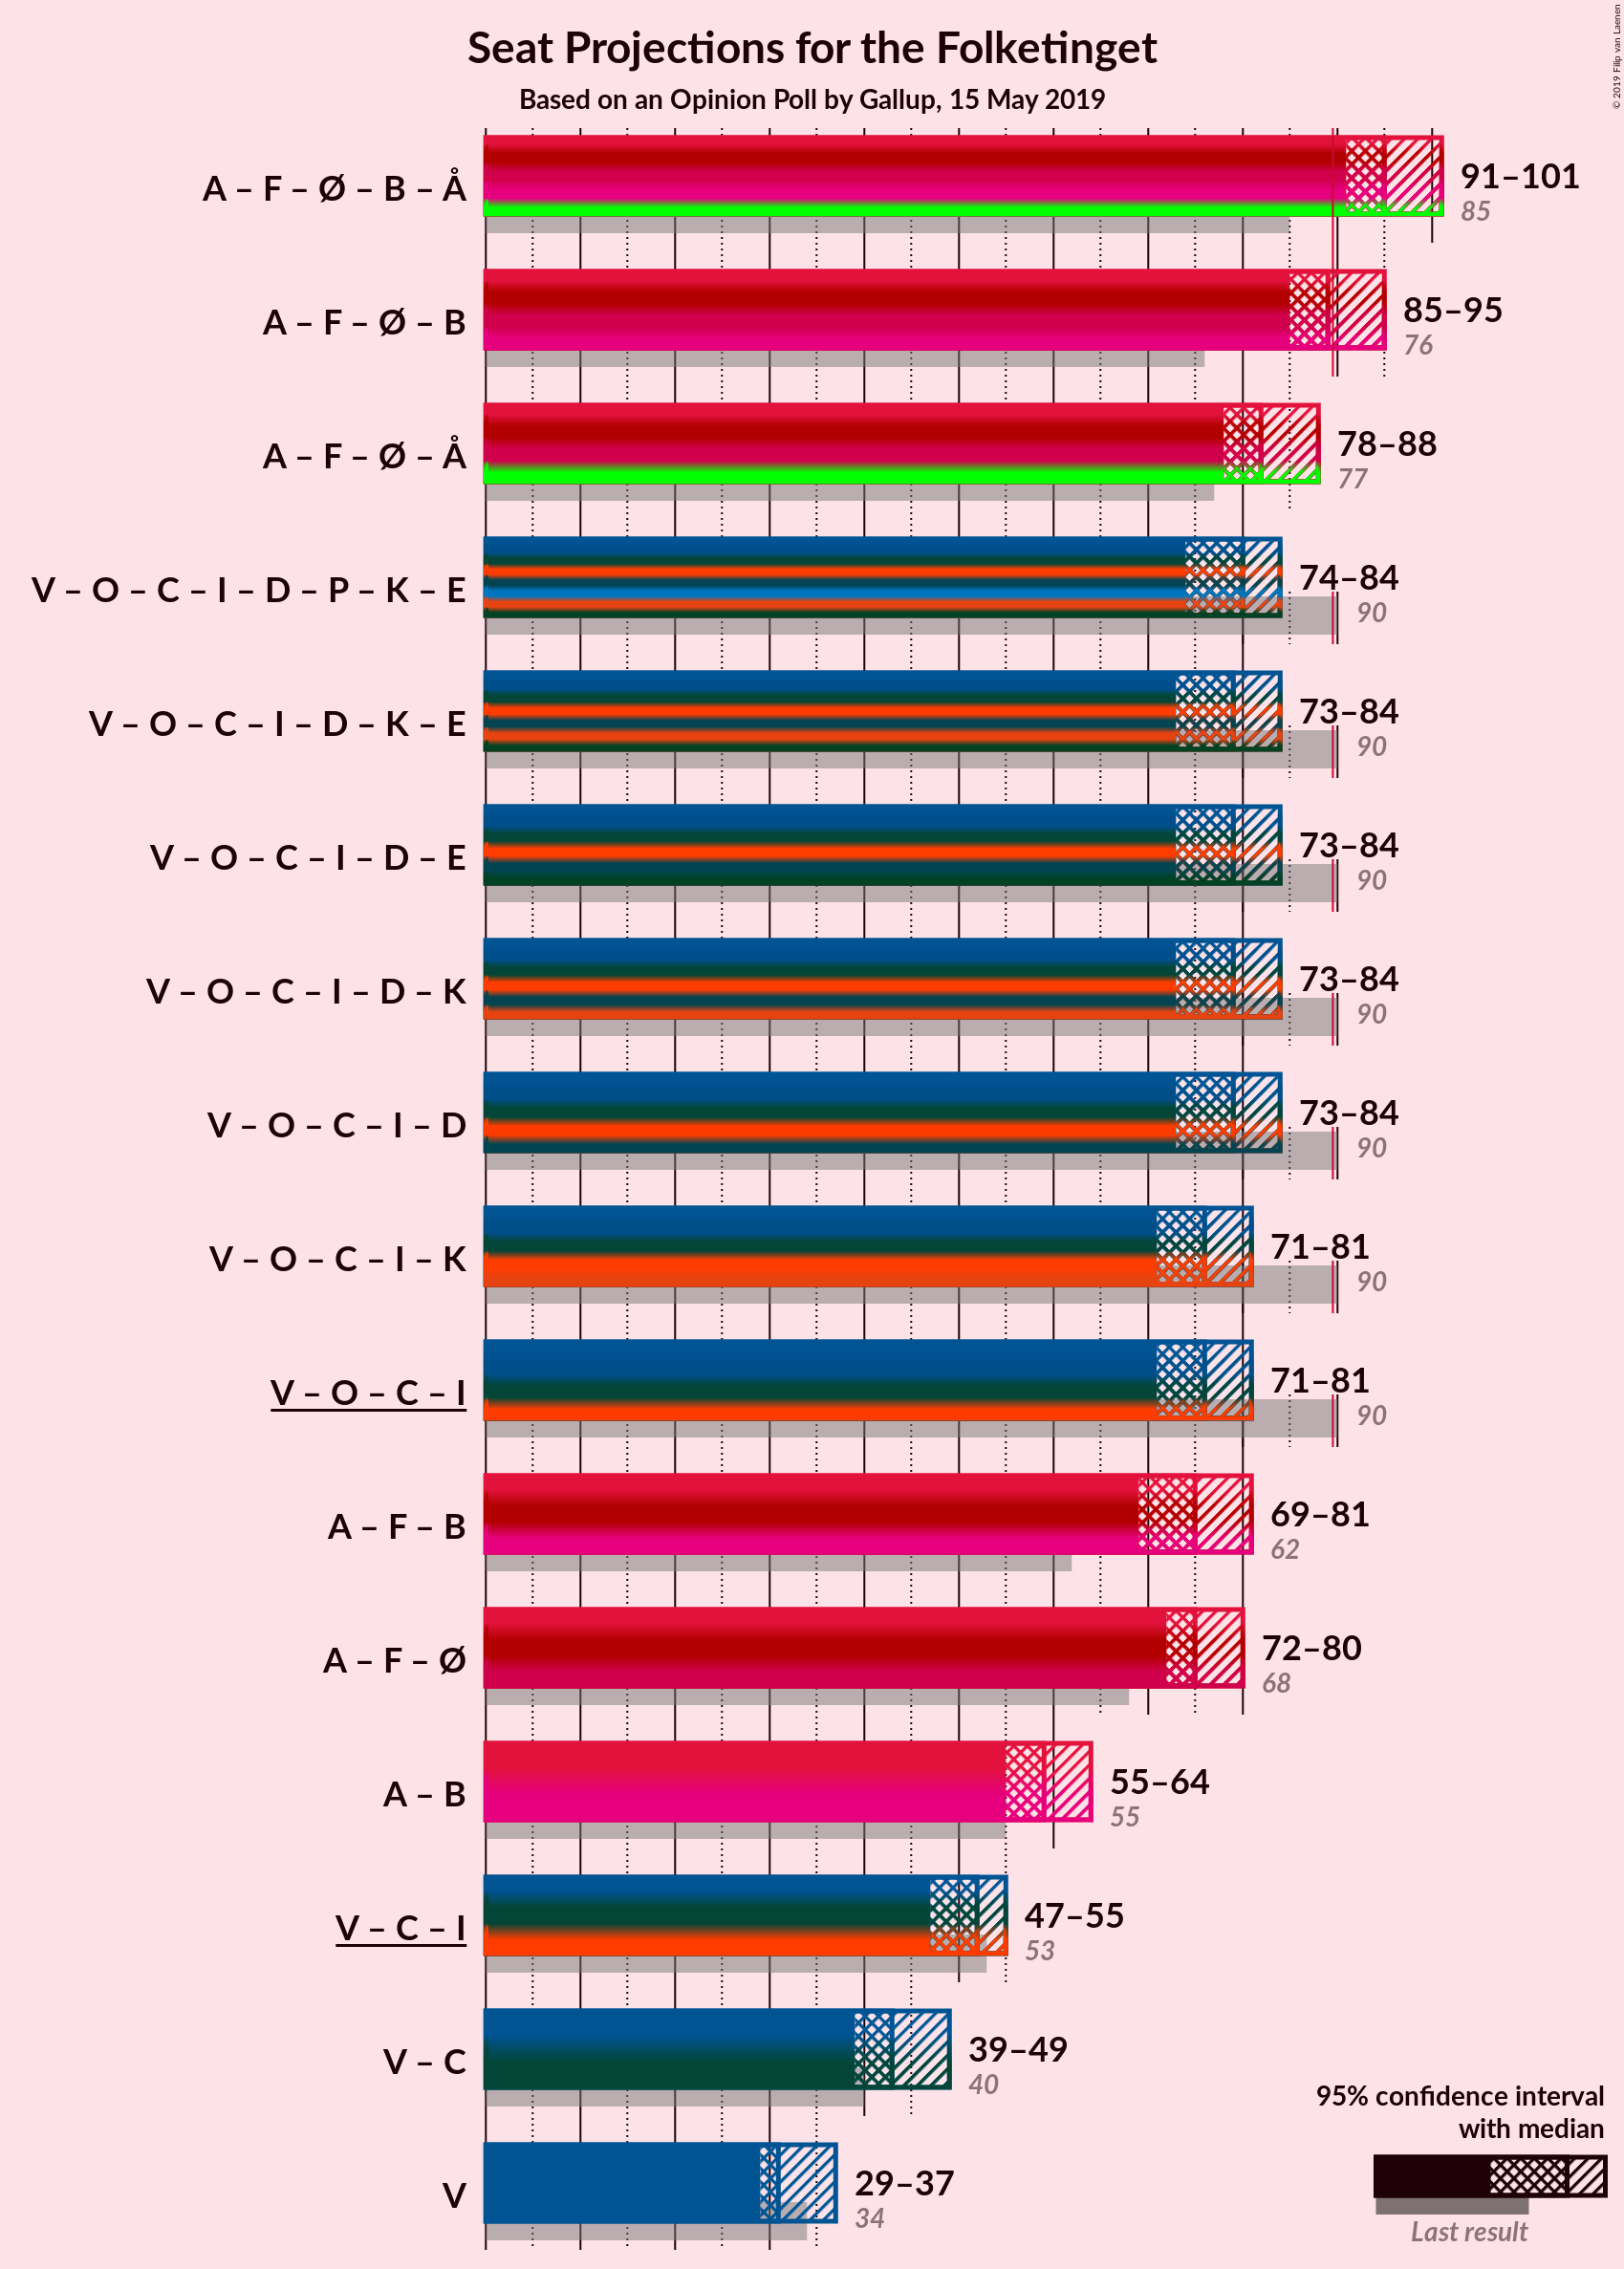 Seat Projections for the Folketinget
Based on an Opinion Poll by Gallup, 15 May 2019
© 2019 Filip van Laenen
A – F – Ø – B – Å
91–101
85
A – F – Ø – B
85–95
76
A – F – Ø – Å
78–88
77
V – O – C – I – D – P – K – E
74–84
90
V – O – C – I – D – K – E
73–84
90
V – O – C – I – D – E
73–84
90
V – O – C – I – D – K
73–84
90
V – O – C – I – D
73–84
90
V – O – C – I – K
71–81
90
V – O – C – I
71–81
90
A – F – B
69–81
62
A – F – Ø
72–80
68
A – B
55–64
55
V – C – I
47–55
53
V – C
39–49
40
V
29–37
34
95% confidence interval
with median
Last result